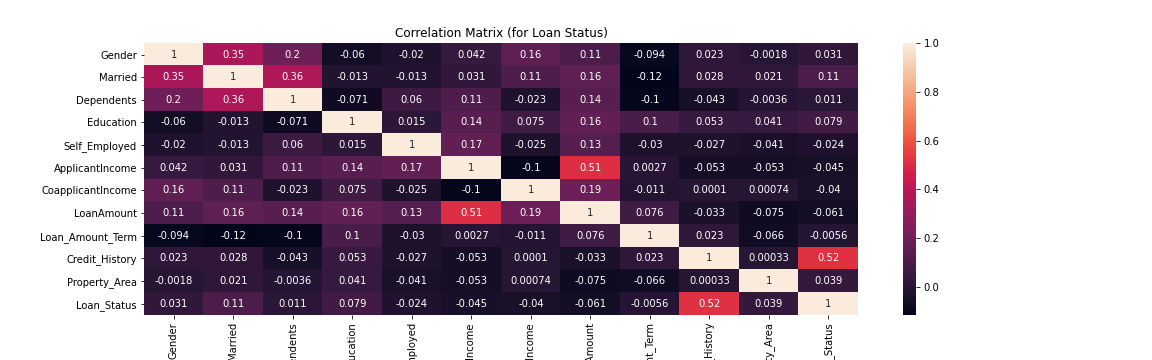 Correlation Matrix (for Loan Status)
Gender 1 0.35 0.2 -0.06 -0.02 0.042 0.16 0.11 -0.094 0.023 -0.0018 0.031
Married 0.35 1 0.36 -0.013 -0.013 0.031 0.11 0.16 -0.12 0.028 0.021 0.11
Dependents 0.2 0.36 1 -0.071 0.06 0.11 -0.023 0.14 -0.1 -0.043 -0.0036 0.011
Education -0.06 -0.013 -0.071 1 0.015 0.14 0.075 0.16 0.1 0.053 0.041 0.079
Self_Employed -0.02 -0.013 0.06 0.015 1 0.17 -0.025 0.13 -0.03 -0.027 -0.041 -0.024
ApplicantIncome 0.042 0.031 0.11 0.14 0.17 1 -0.1 0.51 0.0027 -0.053 -0.053 -0.045
CoapplicantIncome 0.16 0.11 -0.023 0.075 -0.025 -0.1 1 0.19 -0.011 0.0001 0.00074 -0.04
LoanAmount 0.11 0.16 0.14 0.16 0.13 0.51 0.19 1 0.076 -0.033 -0.075 -0.061
Loan_Amount_Term -0.094 -0.12 -0.1 0.1 -0.03 0.0027 -0.011 0.076 1 0.023 -0.066 -0.0056
Credit_History 0.023 0.028 -0.043 0.053 -0.027 -0.053 0.0001 -0.033 0.023 1 0.00033 0.52
Property_Area -0.0018 0.021 -0.0036 0.041 -0.041 -0.053 0.00074 -0.075 -0.066 0.00033 1 0.039
Loan_Status 0.031 0.11 0.011 0.079 -0.024 -0.045 -0.04 -0.061 -0.0056 0.52 0.039 1
Gender
Married
ndents
ucation
mployed
Income
Income
Amount
nt_Term
_History
y_Area
_Status
1.0
0.8
0.6
0.4
0.2
0.0